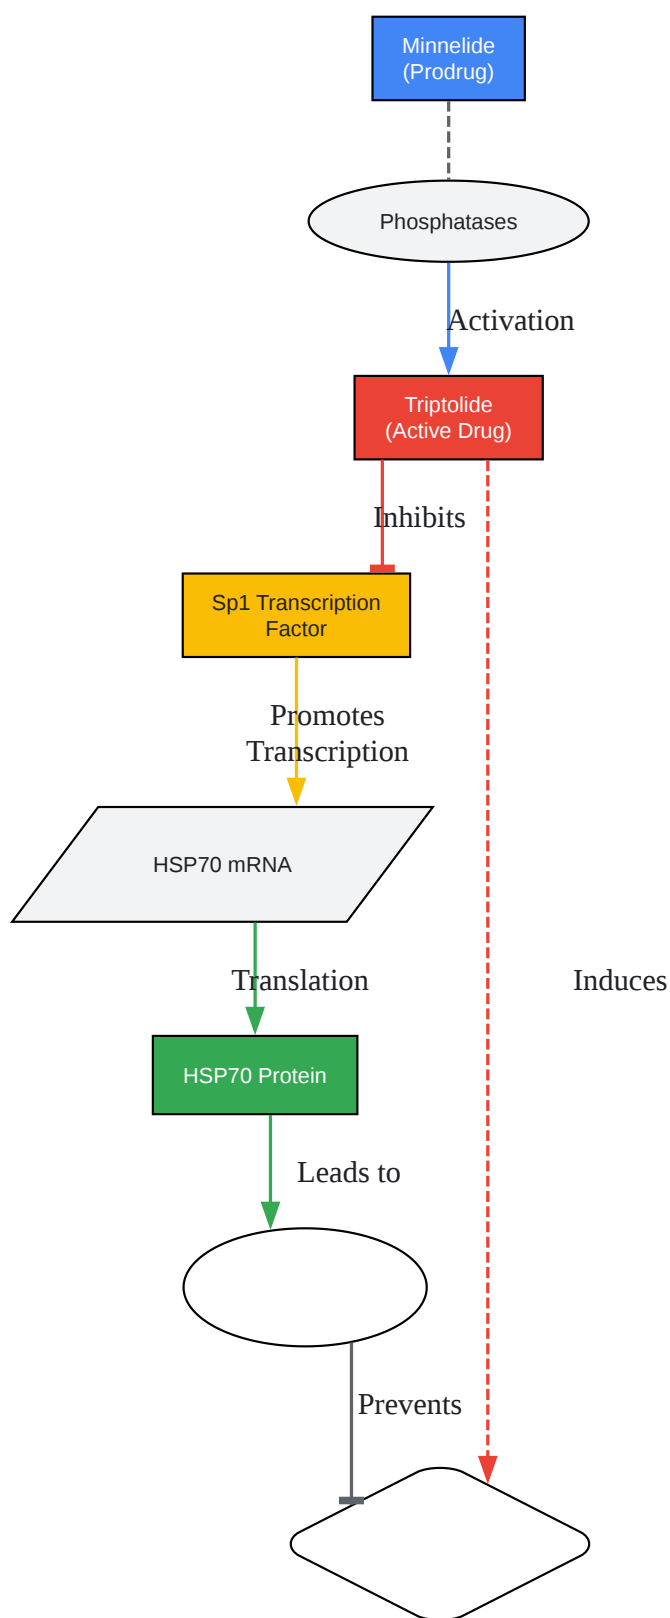 Minnelide
(Prodrug)
Phosphatases
Activation
Triptolide
(Active Drug)
Inhibits
Sp1 Transcription
Factor
Promotes
Transcription
HSP70 mRNA
Translation
Induces
HSP70 Protein
Leads to
Prevents